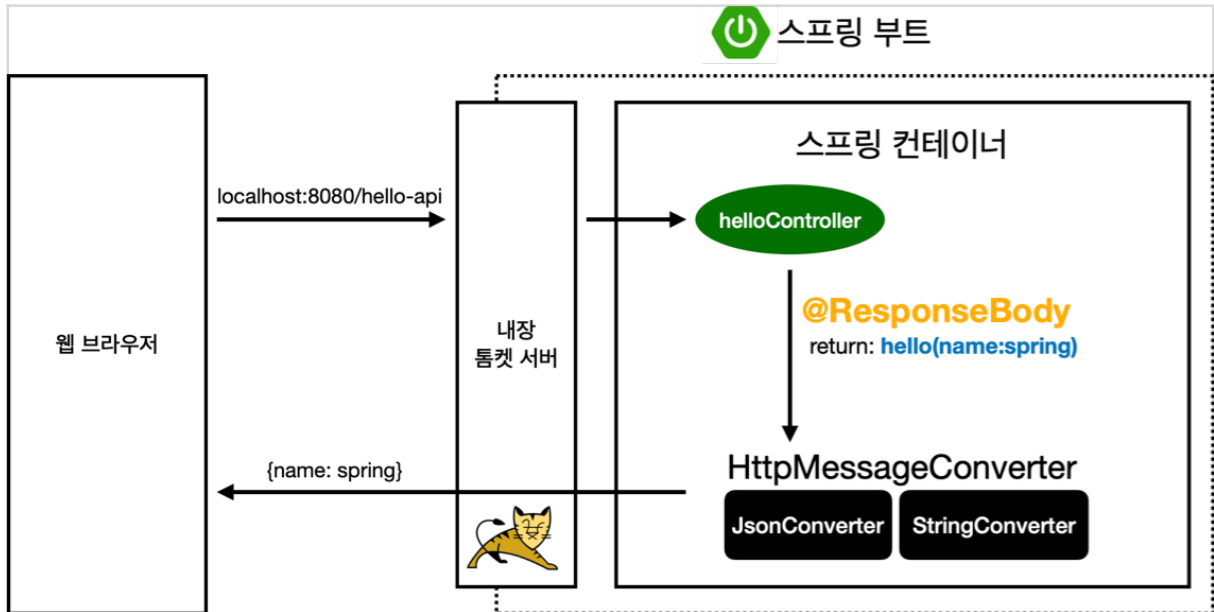 스프링 부트
스프링 컨테이너
localhost:8080/hello-api
helloController
@ResponseBody
return: hello(name:spring)
웹 브라우저
내장
톰켓 서버
{name: spring}
HttpMessageConverter
JsonConverter
StringConverter